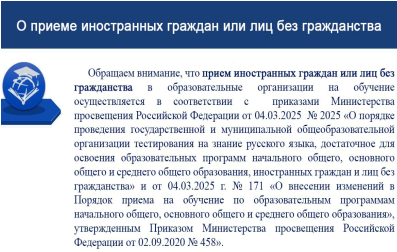 О приеме иностранных граждан или лиц без гражданства
Обращаем внимание, что прием иностранных граждан или лиц без
гражданства в образовательные организации на обучение
осуществляется в соответствии с приказами Министерства
просвещения Российской Федерации от 04.03.2025 № 2025 «О порядке
проведения государственной и муниципальной общеобразовательной
организации тестирования на знание русского языка, достаточное для
освоения образовательных программ начального общего, основного
общего и среднего общего образования, иностранных граждан и лиц без
гражданства» и от 04.03.2025 г. № 171 «О внесении изменений в
Порядок приема на обучение по образовательным программам
начального общего, основного общего и среднего общего образования»,
утвержденным Приказом Министерства просвещения Российской
Федерации от 02.09.2020 № 458».